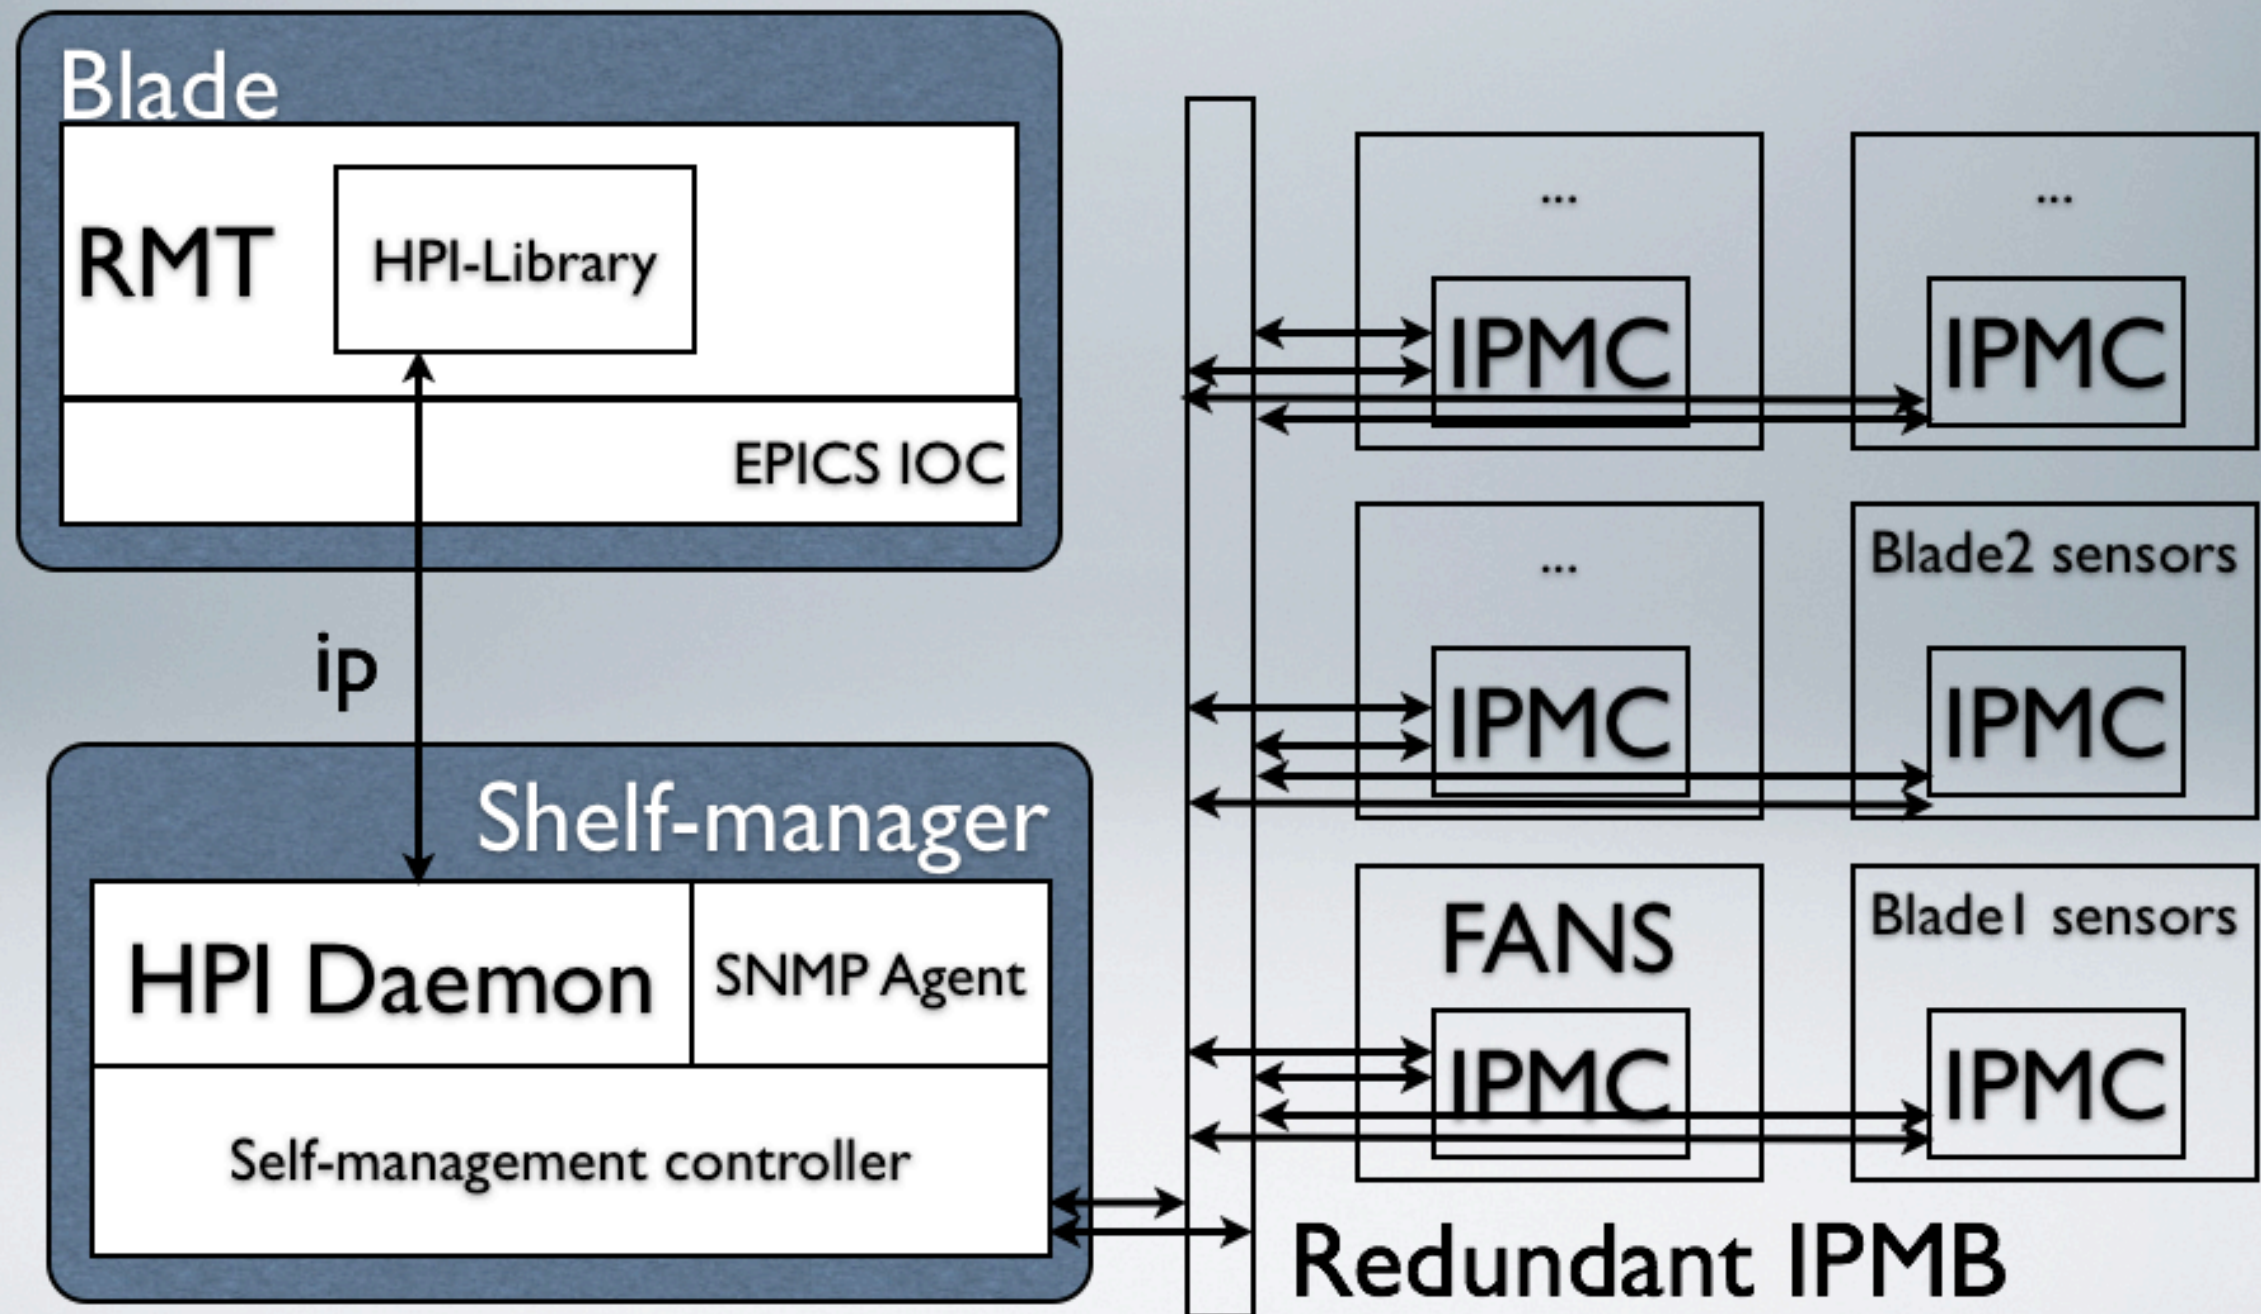 Blade
RMT
HPI-Library
EPICS IOC
ip
Shelf-manager
HPI Daemon
SNMP Agent
Self-management controller
...
IPMC
...
IPMC
...
IPMC
Blade2 sensors
IPMC
FANS
IPMC
Blade1 sensors
IPMC
Redundant IPMB